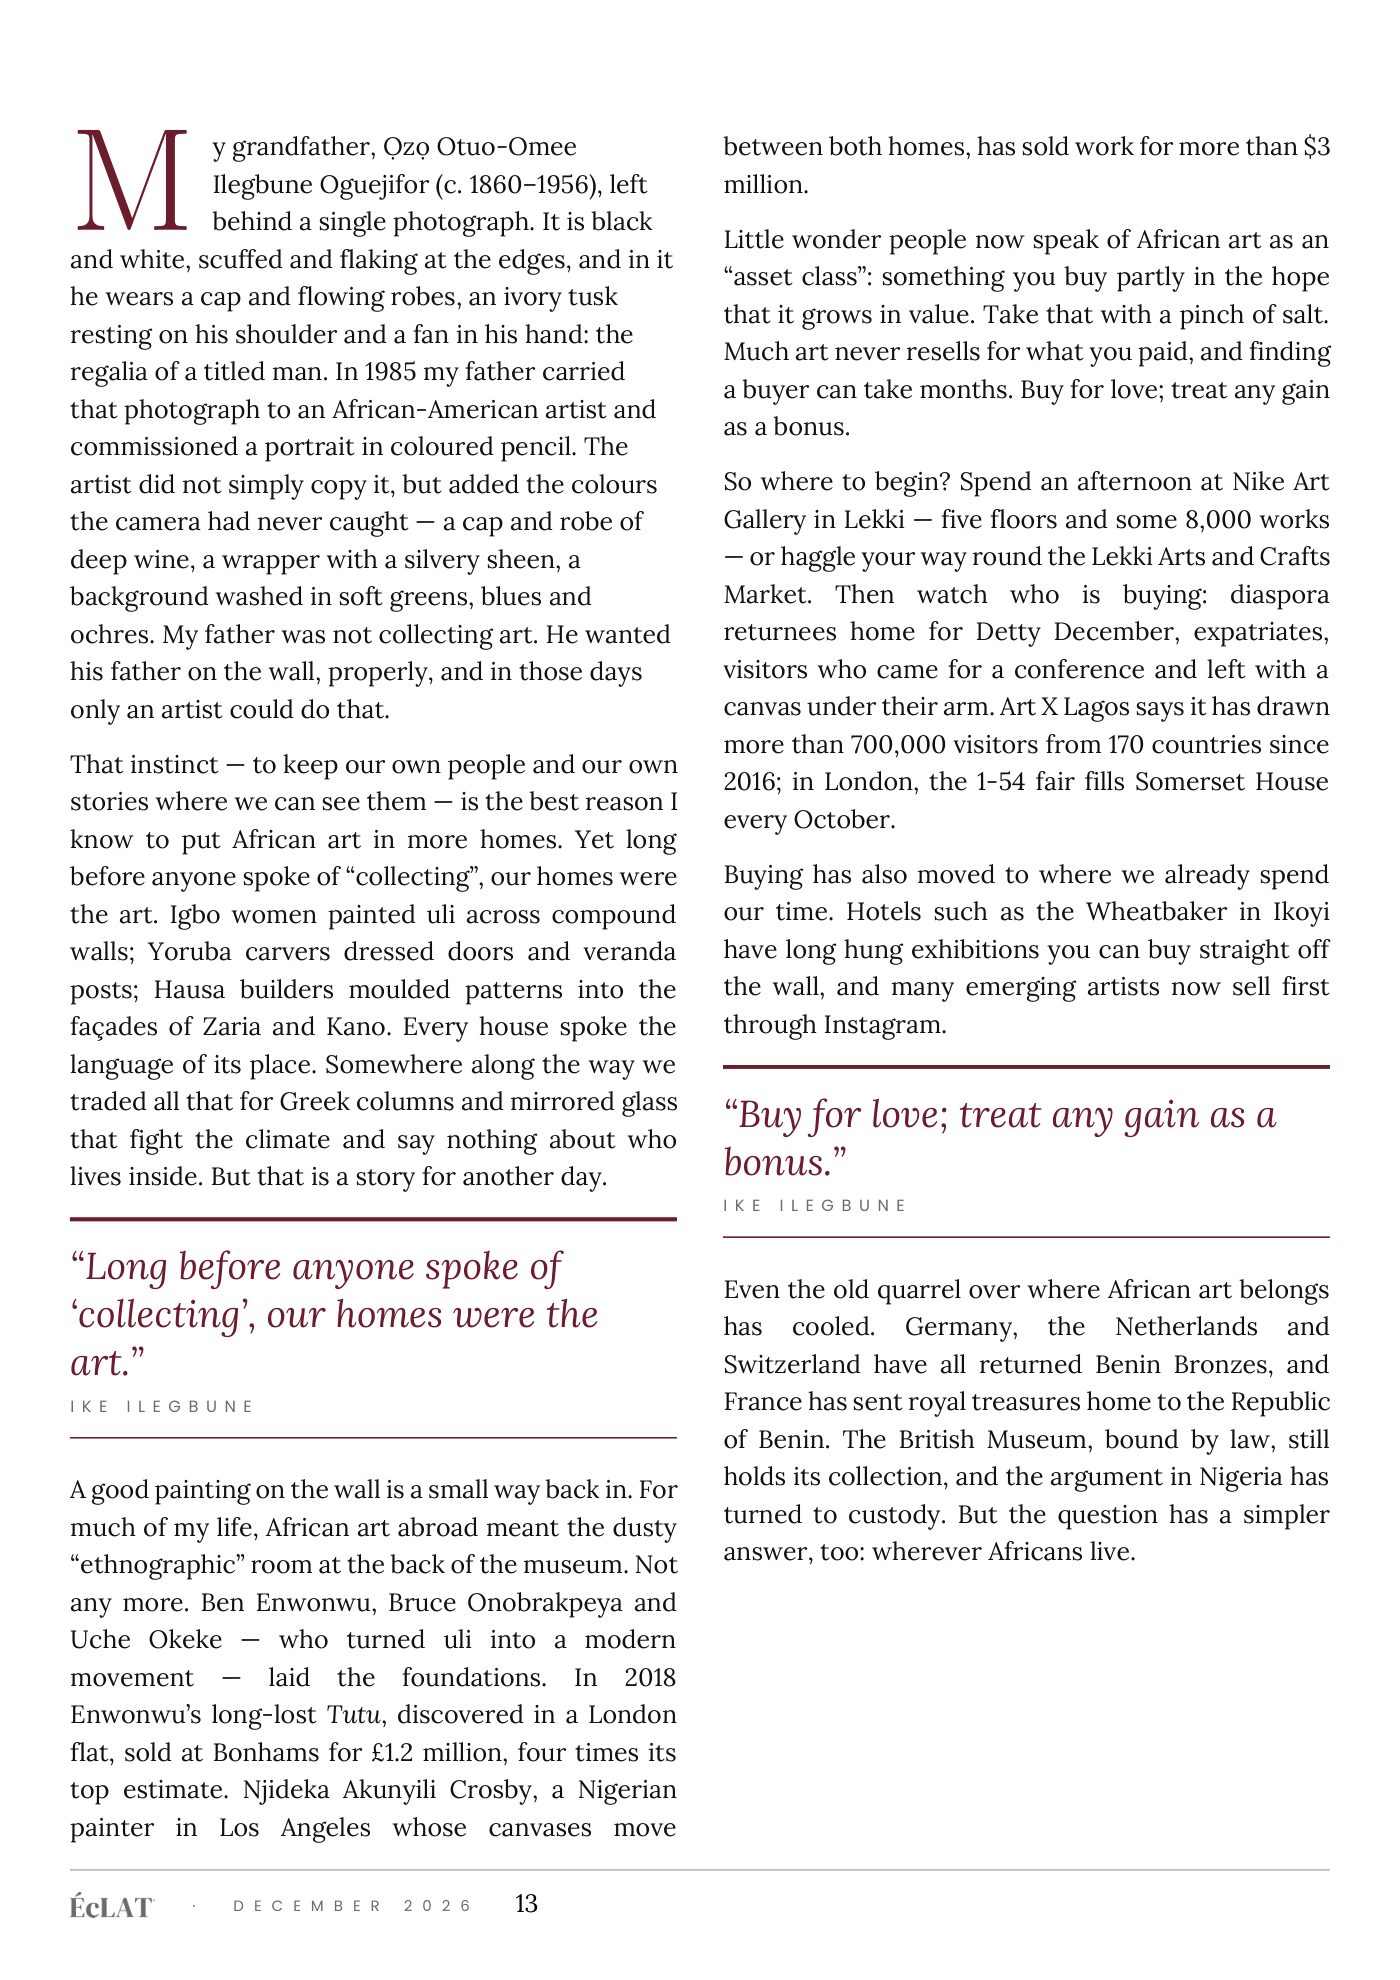 My grandfather, Ọzọ Otuo-Omee
Ilegbune Oguejifor (c. 1860–1956), left
behind a single photograph. It is black
and white, scuffed and flaking at the edges, and in it
he wears a cap and flowing robes, an ivory tusk
resting on his shoulder and a fan in his hand: the
regalia of a titled man. In 1985 my father carried
that photograph to an African-American artist and
commissioned a portrait in coloured pencil. The
artist did not simply copy it, but added the colours
the camera had never caught — a cap and robe of
deep wine, a wrapper with a silvery sheen, a
background washed in soft greens, blues and
ochres. My father was not collecting art. He wanted
his father on the wall, properly, and in those days
only an artist could do that.
That instinct — to keep our own people and our own
stories where we can see them — is the best reason I
know to put African art in more homes. Yet long
before anyone spoke of “collecting”, our homes were
the art. Igbo women painted uli across compound
walls; Yoruba carvers dressed doors and veranda
posts; Hausa builders moulded patterns into the
façades of Zaria and Kano. Every house spoke the
language of its place. Somewhere along the way we
traded all that for Greek columns and mirrored glass
that fight the climate and say nothing about who
lives inside. But that is a story for another day.
“Long before anyone spoke of
‘collecting’, our homes were the
art.”
IKE ILEGBUNE
A good painting on the wall is a small way back in. For
much of my life, African art abroad meant the dusty
“ethnographic” room at the back of the museum. Not
any more. Ben Enwonwu, Bruce Onobrakpeya and
Uche Okeke — who turned uli into a modern
movement — laid the foundations. In 2018
Enwonwu’s long-lost Tutu, discovered in a London
flat, sold at Bonhams for £1.2 million, four times its
top estimate. Njideka Akunyili Crosby, a Nigerian
painter in Los Angeles whose canvases move
between both homes, has sold work for more than $3
million.
Little wonder people now speak of African art as an
“asset class”: something you buy partly in the hope
that it grows in value. Take that with a pinch of salt.
Much art never resells for what you paid, and finding
a buyer can take months. Buy for love; treat any gain
as a bonus.
So where to begin? Spend an afternoon at Nike Art
Gallery in Lekki — five floors and some 8,000 works
— or haggle your way round the Lekki Arts and Crafts
Market. Then watch who is buying: diaspora
returnees home for Detty December, expatriates,
visitors who came for a conference and left with a
canvas under their arm. Art X Lagos says it has drawn
more than 700,000 visitors from 170 countries since
2016; in London, the 1-54 fair fills Somerset House
every October.
Buying has also moved to where we already spend
our time. Hotels such as the Wheatbaker in Ikoyi
have long hung exhibitions you can buy straight off
the wall, and many emerging artists now sell first
through Instagram.
“Buy for love; treat any gain as a
bonus.”
IKE ILEGBUNE
Even the old quarrel over where African art belongs
has cooled. Germany, the Netherlands and
Switzerland have all returned Benin Bronzes, and
France has sent royal treasures home to the Republic
of Benin. The British Museum, bound by law, still
holds its collection, and the argument in Nigeria has
turned to custody. But the question has a simpler
answer, too: wherever Africans live.
ÉcLAT · DECEMBER 2026 13